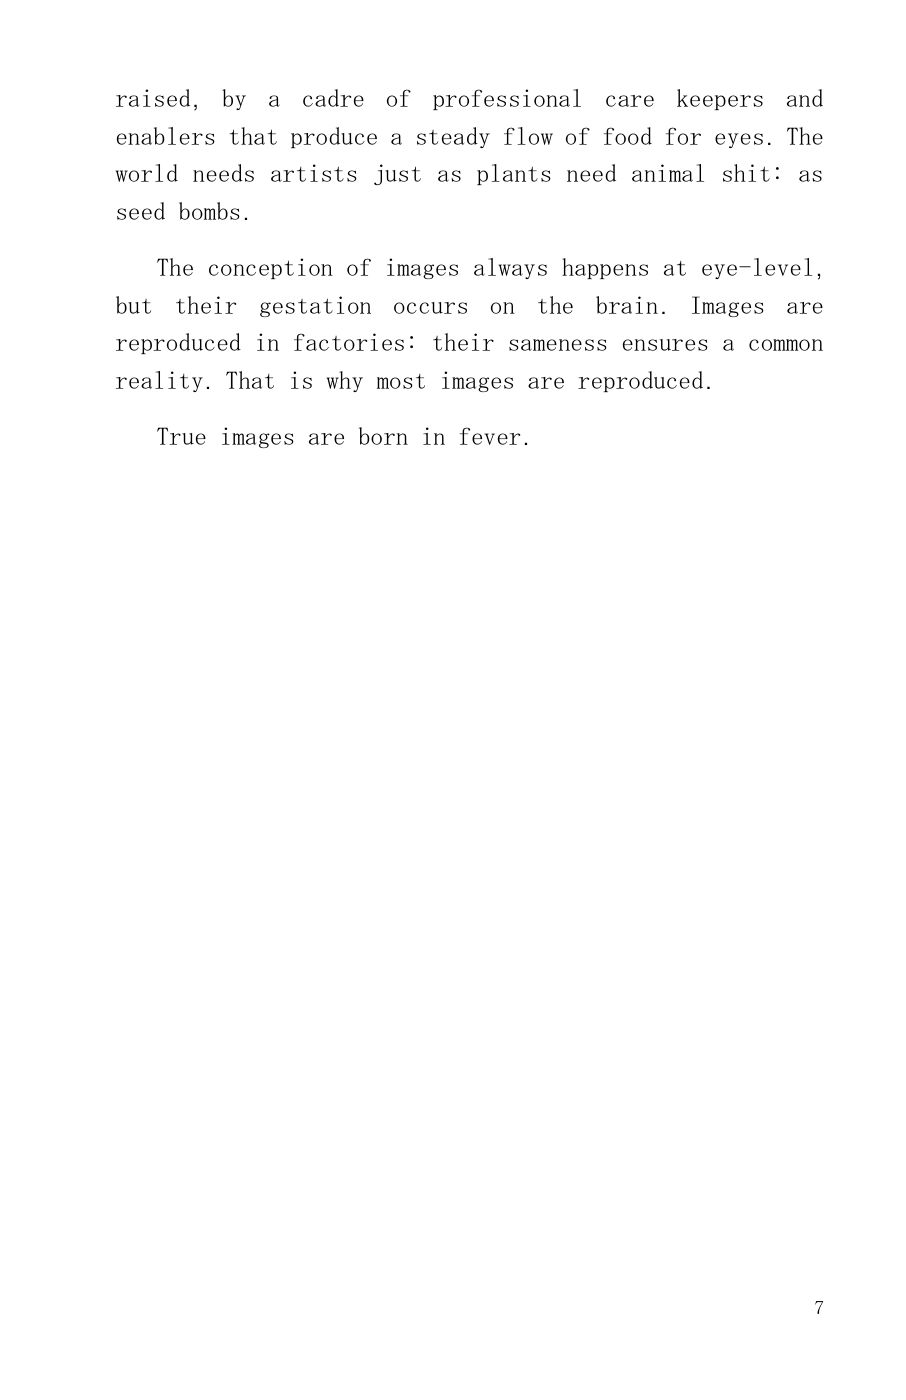 raised, by a cadre of professional care keepers and
enablers that produce a steady flow of food for eyes. The
world needs artists just as plants need animal shit: as
seed bombs.
The conception of images always happens at eye-level,
but their gestation occurs on the brain. Images are
reproduced in factories: their sameness ensures a common
reality. That is why most images are reproduced.
True images are born in fever.
7